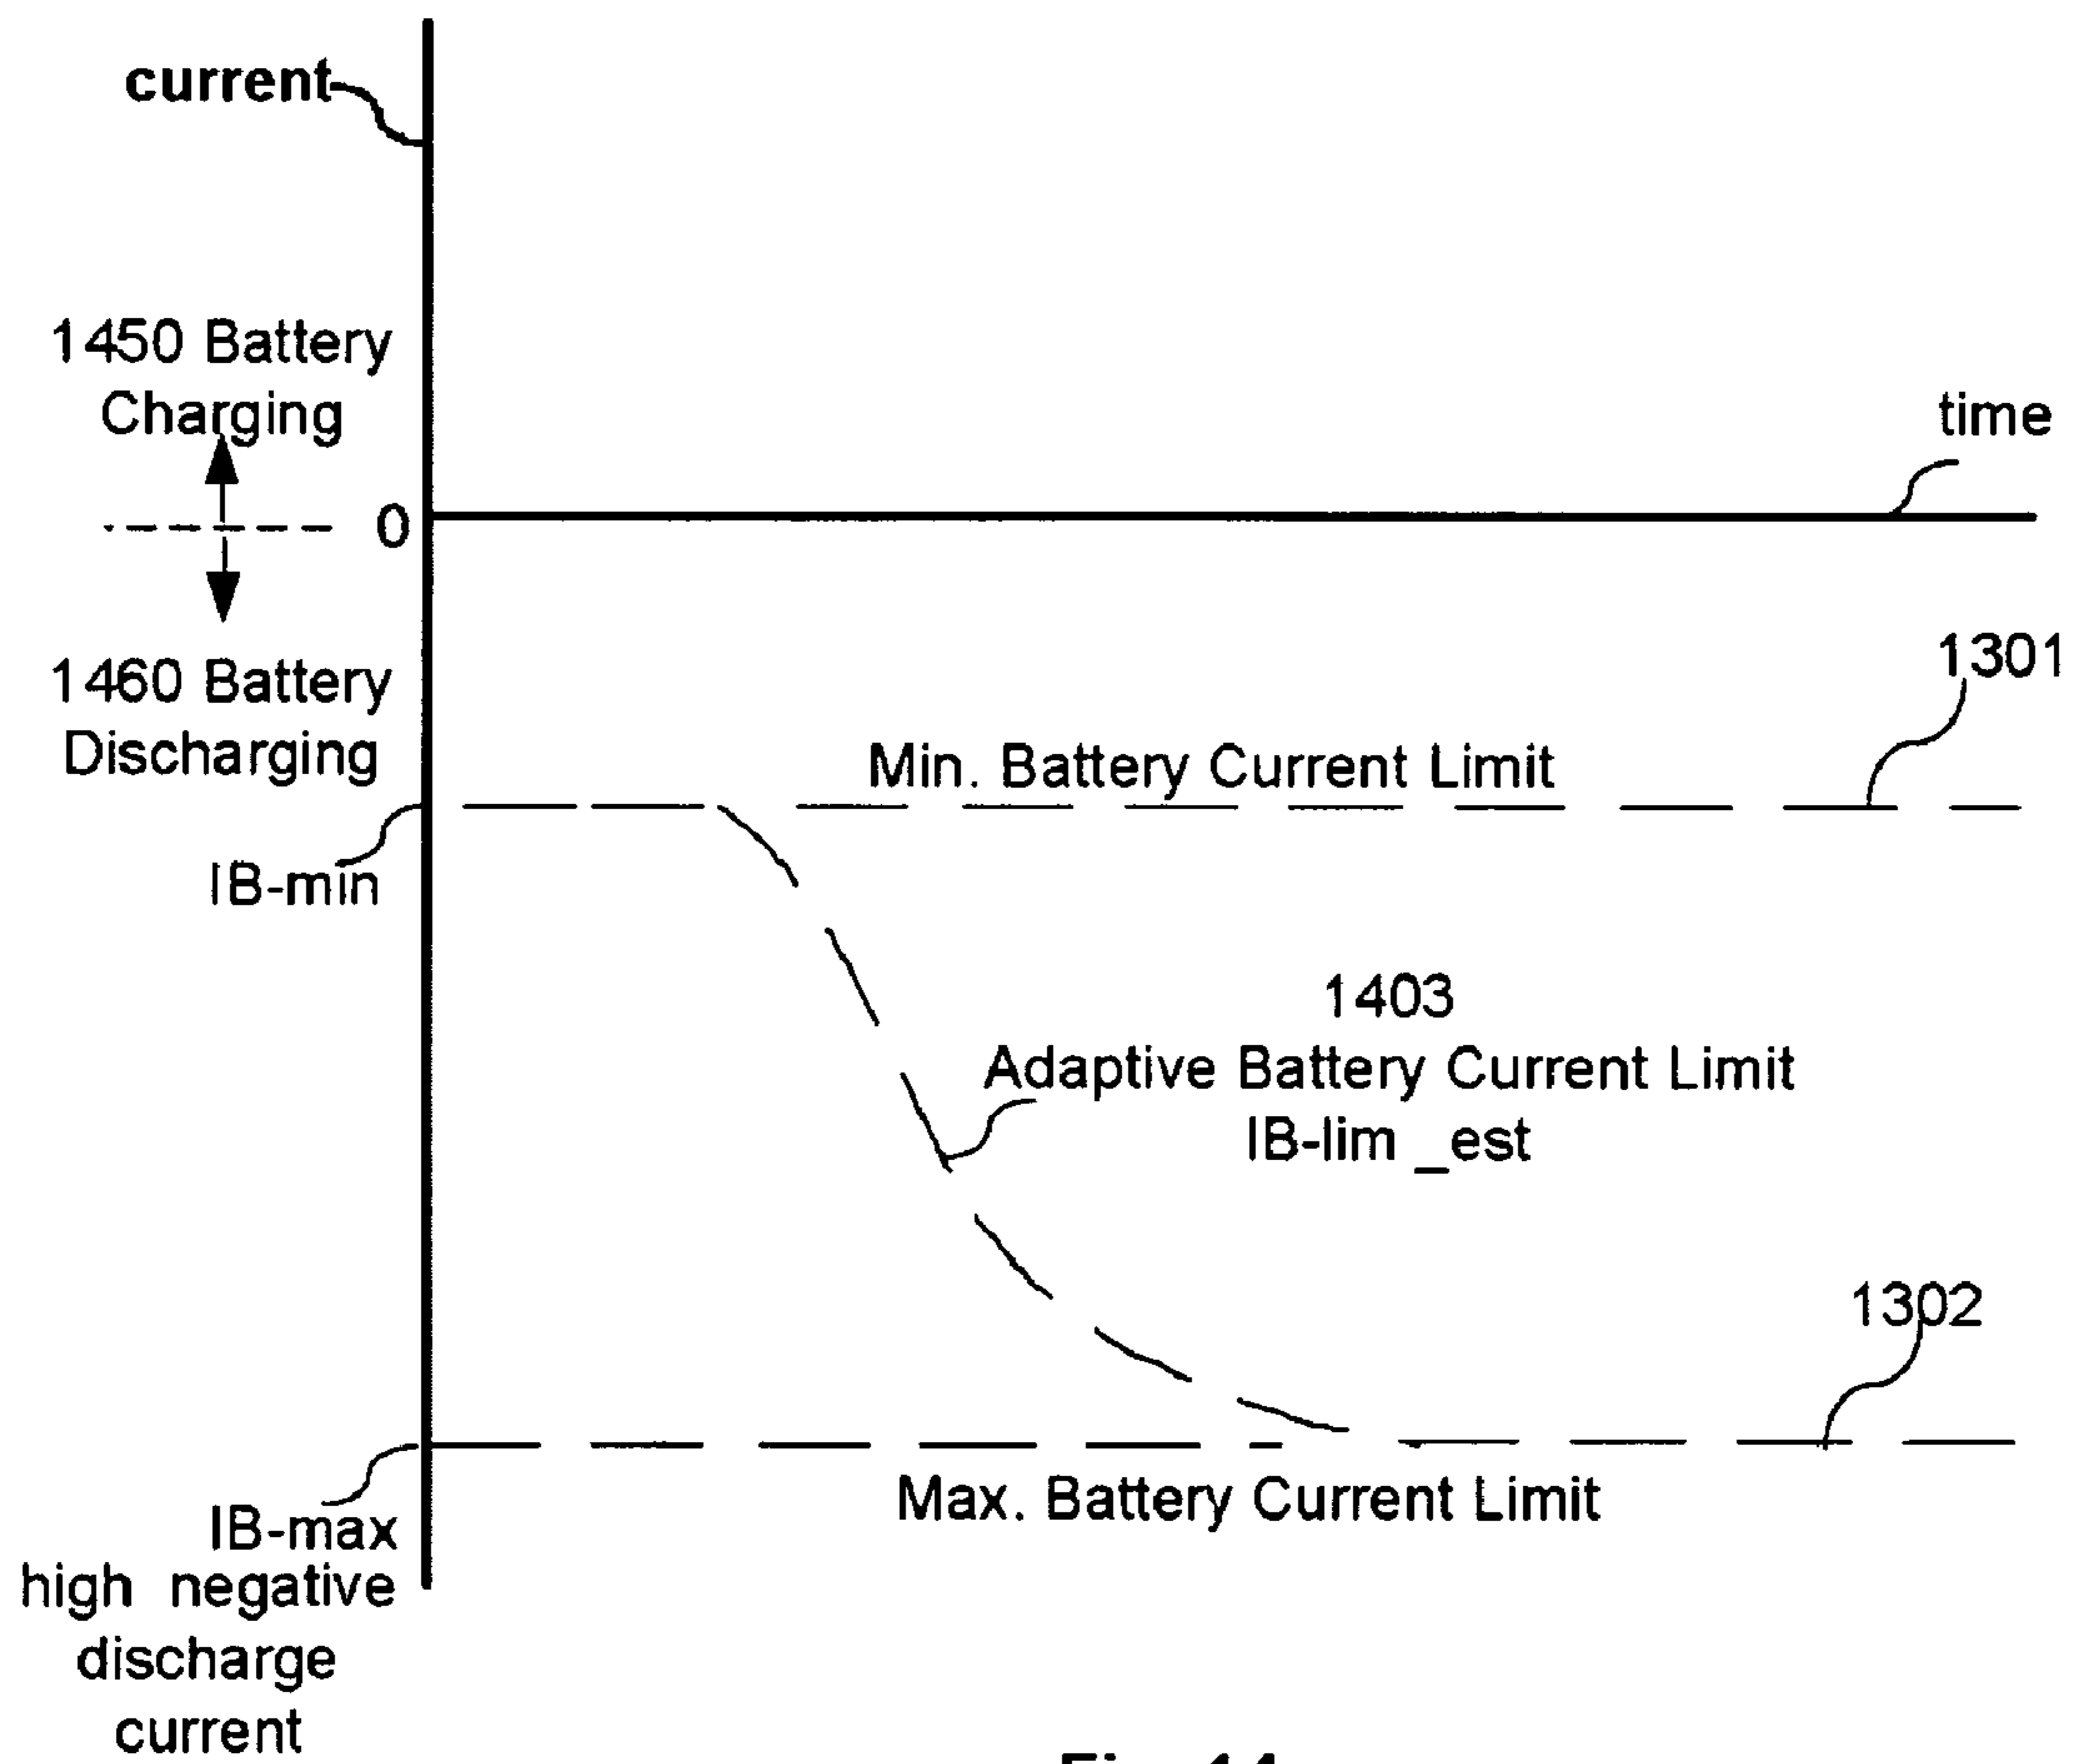 current
1450 Battery
Charging
time
0
1460 Battery
Discharging
1301
Min. Battery Current Limit
IB-min
1403
Adaptive Battery Current Limit
IB-lim _est
1302
Max. Battery Current Limit
IB-max
high negative
discharge
current